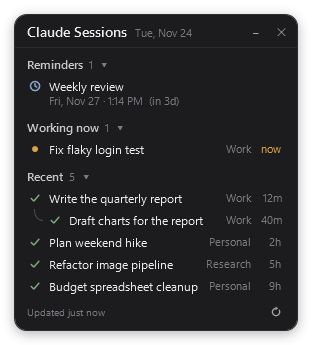 Claude Sessions Tue, Nov 24
Reminders 1
Weekly review
Fri, Nov 27 · 1:14 PM (in 3d)
Working now 1
Fix flaky login test Work now
Recent 5
Write the quarterly report Work 12m
Draft charts for the report Work 40m
Plan weekend hike Personal 2h
Refactor image pipeline Research 5h
Budget spreadsheet cleanup Personal 9h
Updated just now